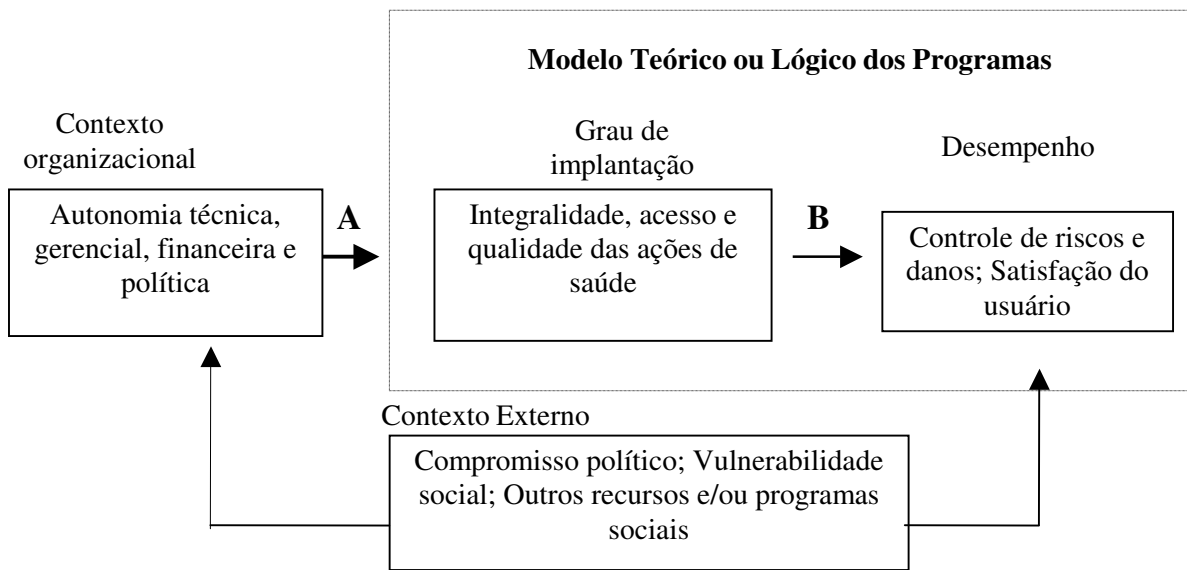 Modelo Teórico ou Lógico dos Programas
Contexto
organizacional
Autonomia técnica,
gerencial, financeira e
política
A
Grau de
implantação
Integralidade, acesso e
qualidade das ações de
saúde
B
Desempenho
Controle de riscos e
danos; Satisfação do
usuário
Contexto Externo
Compromisso político; Vulnerabilidade
social; Outros recursos e/ou programas
sociais